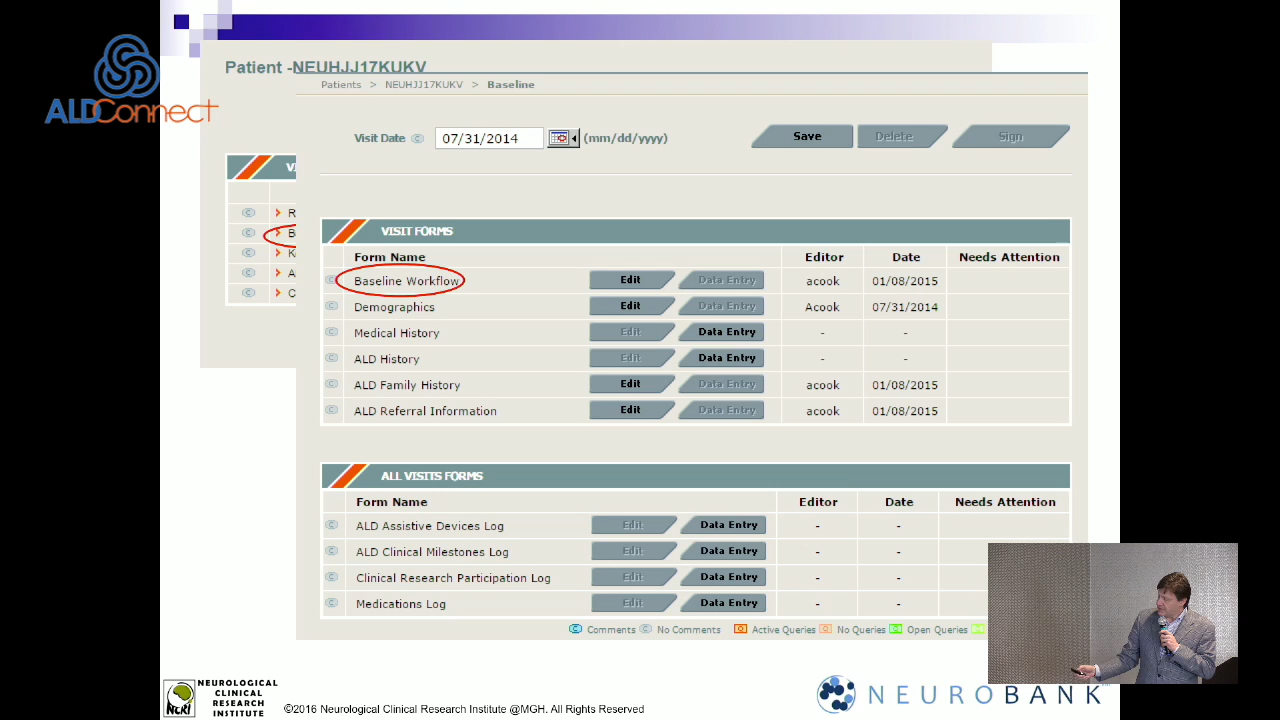 Patient -NEUHJJ17KUKV
ALDConnect
Patients > NEUHJJ17KUKV > Baseline
Visit Date 07/31/2014 (mm/dd/yyyy) Save Delete Sign
VISIT FORMS
Form Name Editor Date Needs Attention
Baseline Workflow Edit Data Entry acook 01/08/2015
Demographics Edit Data Entry Acook 07/31/2014
Medical History Edit Data Entry - -
ALD History Edit Data Entry - -
ALD Family History Edit Data Entry acook 01/08/2015
ALD Referral Information Edit Data Entry acook 01/08/2015
ALL VISITS FORMS
Form Name Editor Date Needs Attention
ALD Assistive Devices Log Edit Data Entry - -
ALD Clinical Milestones Log Edit Data Entry - -
Clinical Research Participation Log Edit Data Entry - -
Medications Log Edit Data Entry - -
Comments No Comments Active Queries No Queries Open Queries
NCRI
NEUROLOGICAL
CLINICAL
RESEARCH
INSTITUTE
©2016 Neurological Clinical Research Institute @MGH. All Rights Reserved
NEUROBANK™